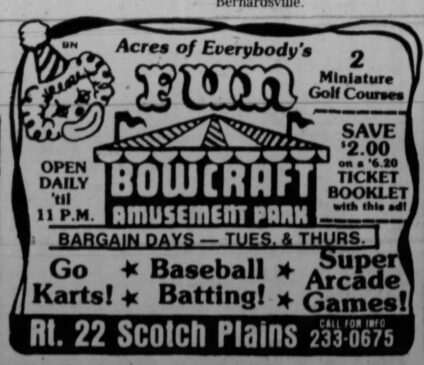 Bernardsville.
BN
Acres of Everybody's
FUN
2
Miniature
Golf Courses
SAVE
$2.00
on a $6.20
TICKET
BOOKLET
with this ad!
OPEN
DAILY
'til
11 P.M.
BOWCRAFT
AMUSEMENT PARK
BARGAIN DAYS — TUES. & THURS.
Go
Karts!
★ Baseball ★
★ Batting! ★
Super
Arcade
Games!
Rt. 22 Scotch Plains
CALL FOR INFO
233-0675